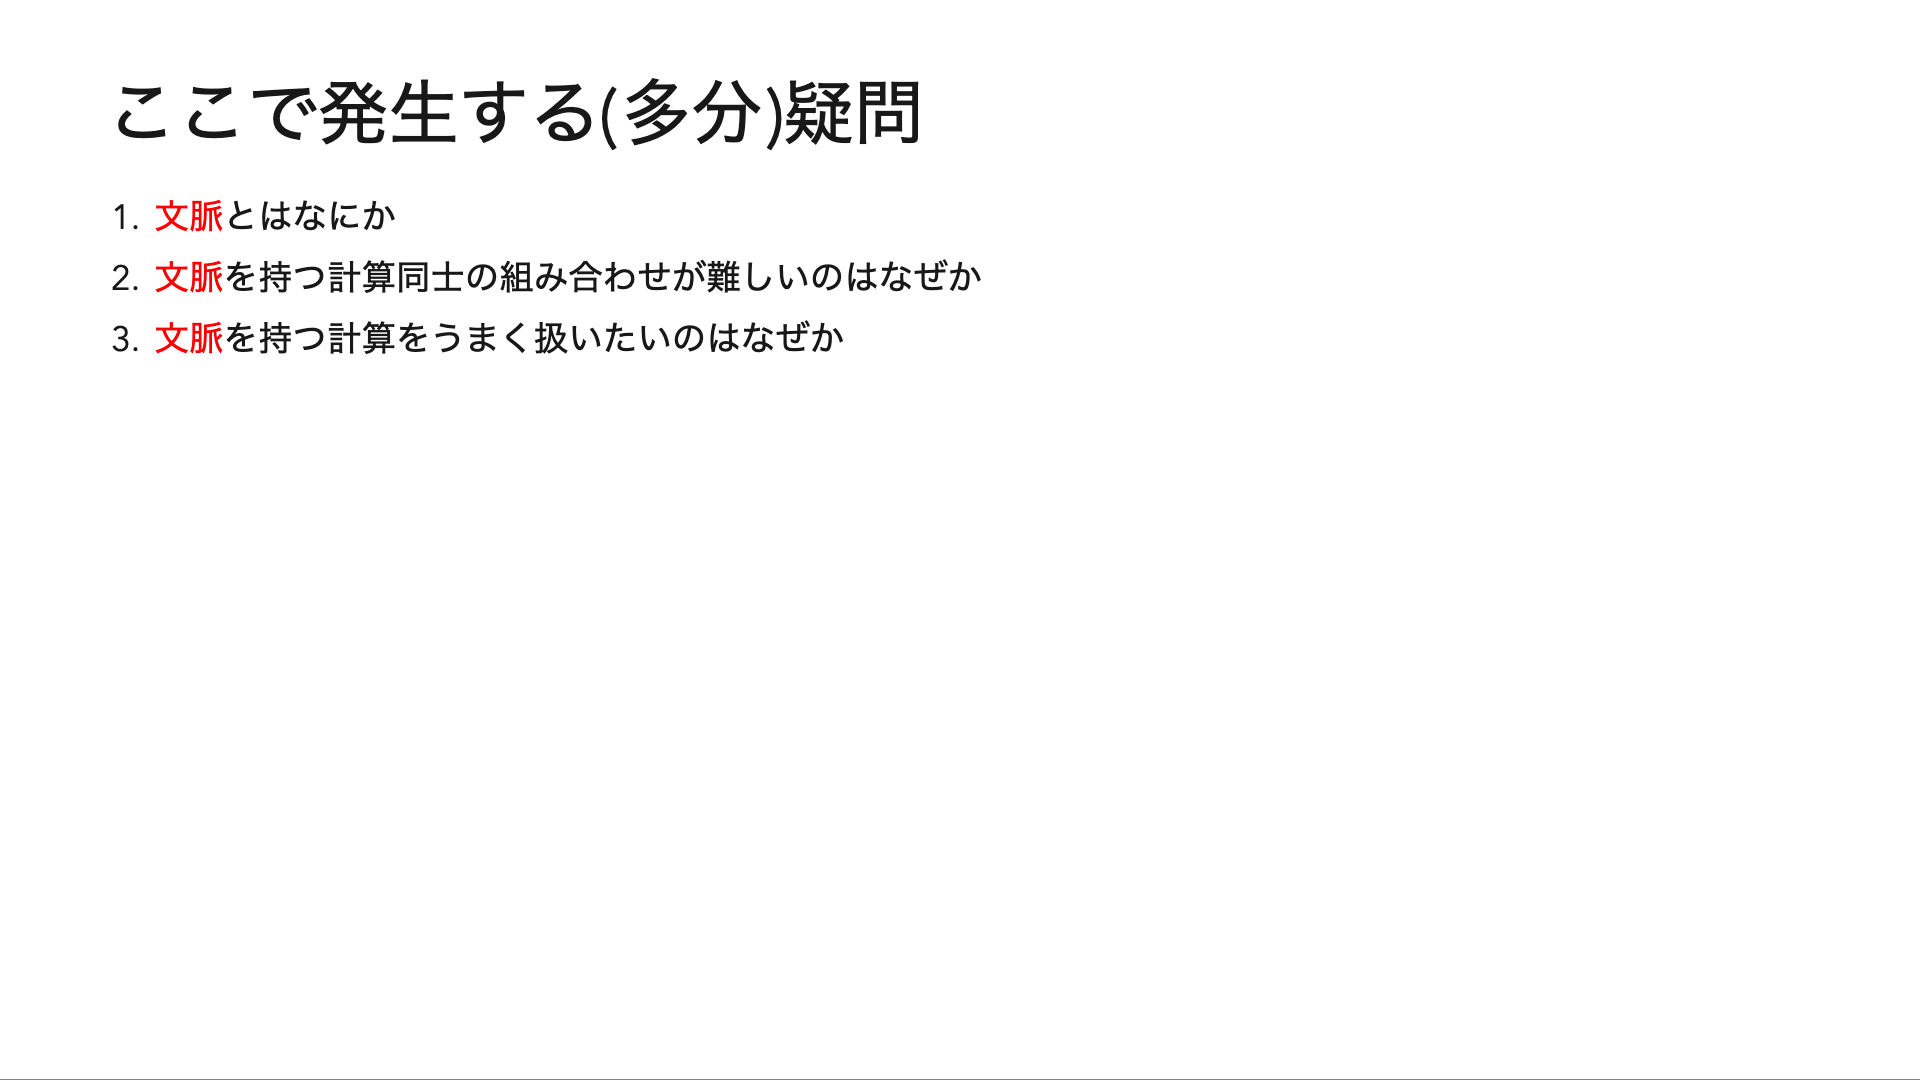 ここで発生する(多分)疑問
1. 文脈とはなにか
2. 文脈を持つ計算同士の組み合わせが難しいのはなぜか
3. 文脈を持つ計算をうまく扱いたいのはなぜか